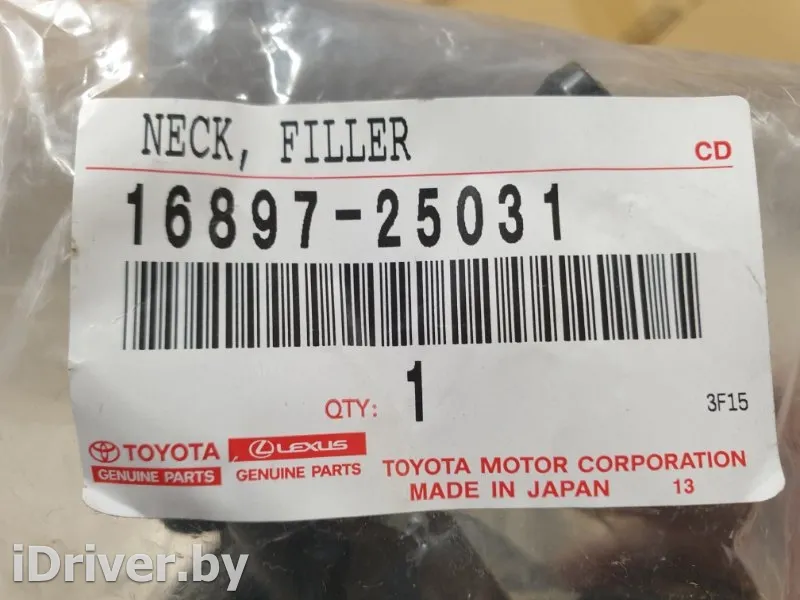 NECK, FILLER
CD
16897-25031
QTY: 1
3F15
TOYOTA LEXUS
GENUINE PARTS GENUINE PARTS
TOYOTA MOTOR CORPORATION
MADE IN JAPAN 13
iDriver.by